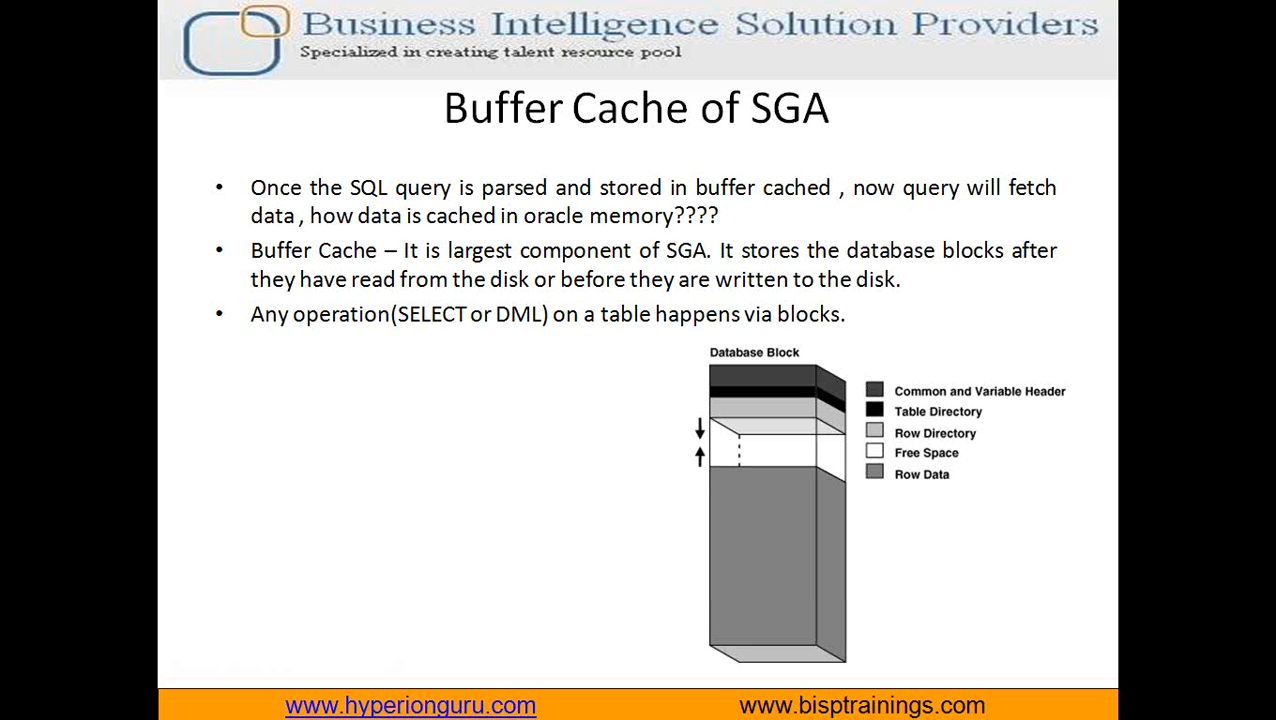 Business Intelligence Solution Providers
Specialized in creating talent resource pool
Buffer Cache of SGA
• Once the SQL query is parsed and stored in buffer cached , now query will fetch
data , how data is cached in oracle memory????
• Buffer Cache – It is largest component of SGA. It stores the database blocks after
they have read from the disk or before they are written to the disk.
• Any operation(SELECT or DML) on a table happens via blocks.
Database Block
Common and Variable Header
Table Directory
Row Directory
Free Space
Row Data
www.hyperionguru.com
www.bisptrainings.com